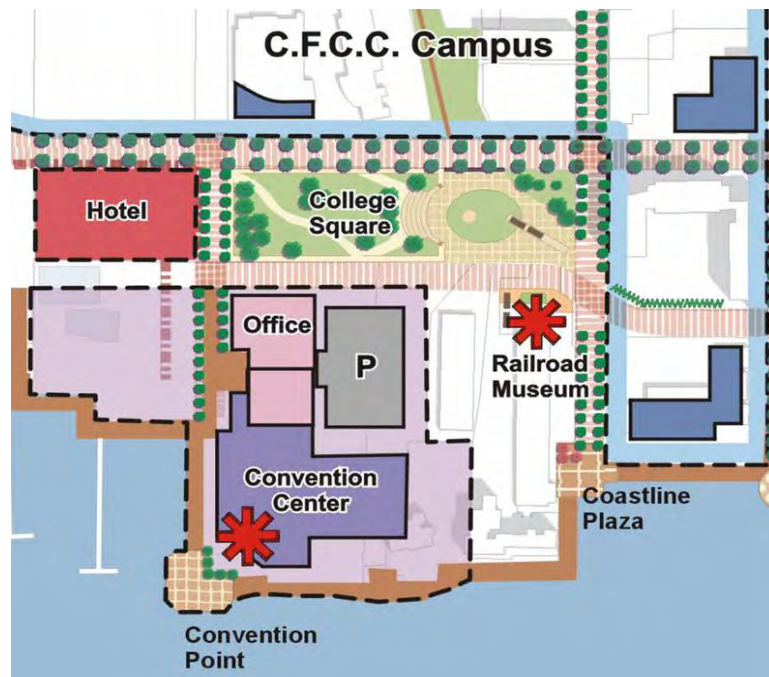 C.F.C.C. Campus
Hotel
College
Square
Office
P
Railroad
Museum
Convention
Center
Coastline
Plaza
Convention
Point